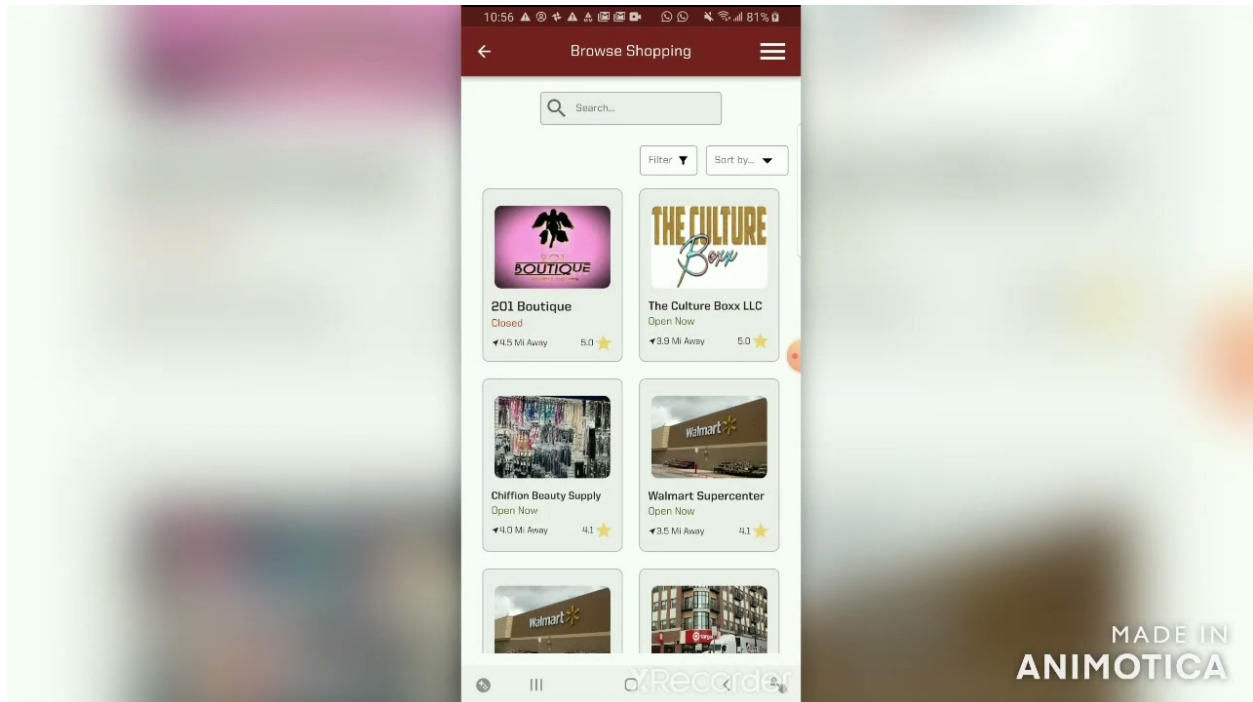 10:56
81%
Browse Shopping
Search...
Filter
Sort by...
BOUTIQUE
THE CULTURE
Boxx
201 Boutique
Closed
4.5 Mi Away 5.0
The Culture Boxx LLC
Open Now
3.9 Mi Away 5.0
Walmart
Chiffion Beauty Supply
Open Now
4.0 Mi Away 4.1
Walmart Supercenter
Open Now
3.5 Mi Away 4.1
Walmart
target
XRecorder
MADE IN
ANIMOTICA